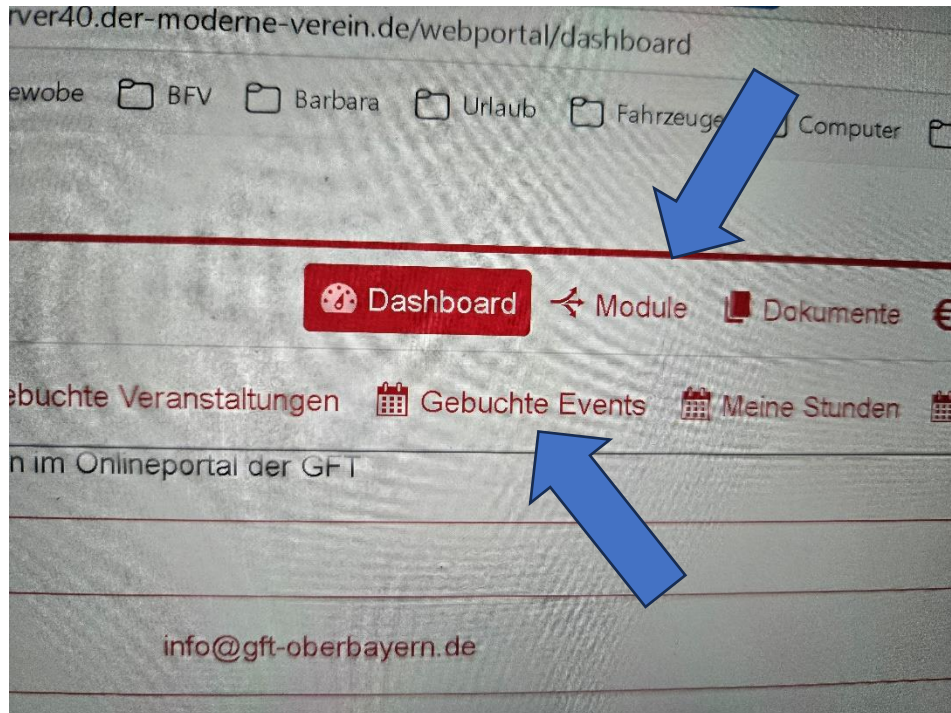 rver40.der-moderne-verein.de/webportal/dashboard
ewobe BFV Barbara Urlaub Fahrzeuge Computer
Dashboard Module Dokumente €
ebuchte Veranstaltungen Gebuchte Events Meine Stunden
n im Onlineportal der GFT
info@gft-oberbayern.de